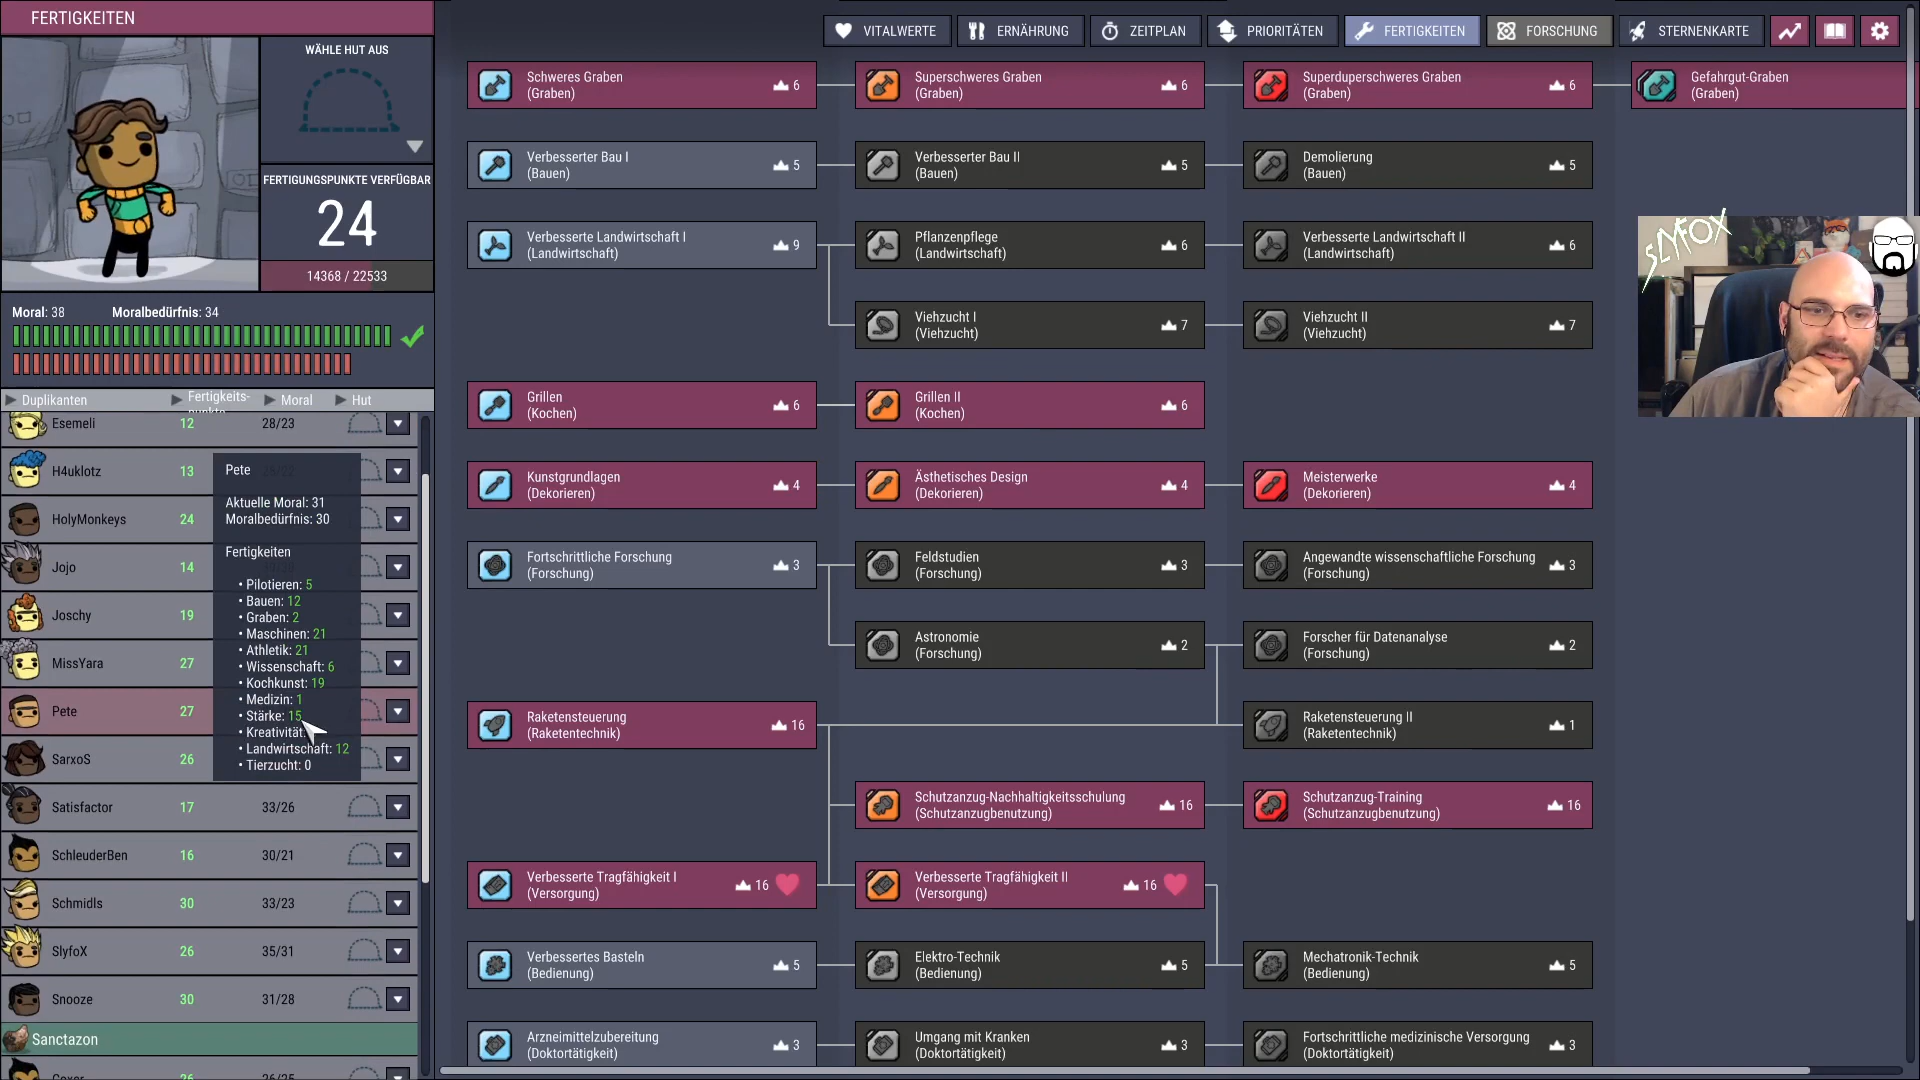 FERTIGKEITEN
WÄHLE HUT AUS
FERTIGUNGSPUNKTE VERFÜGBAR
24
14368 / 22533
Moral: 38 Moralbedürfnis: 34
Duplikanten Fertigkeits- Moral Hut
Esemeli 12 28/23
H4uklotz 13
HolyMonkeys 24
Jojo 14
Joschy 19
MissYara 27
Pete 27
SarxoS 26
Satisfactor 17 33/26
SchleuderBen 16 30/21
Schmidls 30 33/23
SlyfoX 26 35/31
Snooze 30 31/28
Sanctazon
Pete
Aktuelle Moral: 31
Moralbedürfnis: 30
Fertigkeiten
• Pilotieren: 5
• Bauen: 12
• Graben: 2
• Maschinen: 21
• Athletik: 21
• Wissenschaft: 6
• Kochkunst: 19
• Medizin: 1
• Stärke: 15
• Kreativität:
• Landwirtschaft: 12
• Tierzucht: 0
VITALWERTE
ERNÄHRUNG
ZEITPLAN
PRIORITÄTEN
FERTIGKEITEN
FORSCHUNG
STERNENKARTE
Schweres Graben
(Graben)
6
Superschweres Graben
(Graben)
6
Superduperschweres Graben
(Graben)
6
Gefahrgut-Graben
(Graben)
Verbesserter Bau I
(Bauen)
5
Verbesserter Bau II
(Bauen)
5
Demolierung
(Bauen)
5
Verbesserte Landwirtschaft I
(Landwirtschaft)
9
Pflanzenpflege
(Landwirtschaft)
6
Verbesserte Landwirtschaft II
(Landwirtschaft)
6
Viehzucht I
(Viehzucht)
7
Viehzucht II
(Viehzucht)
7
Grillen
(Kochen)
6
Grillen II
(Kochen)
6
Kunstgrundlagen
(Dekorieren)
4
Ästhetisches Design
(Dekorieren)
4
Meisterwerke
(Dekorieren)
4
Fortschrittliche Forschung
(Forschung)
3
Feldstudien
(Forschung)
3
Angewandte wissenschaftliche Forschung
(Forschung)
3
Astronomie
(Forschung)
2
Forscher für Datenanalyse
(Forschung)
2
Raketensteuerung
(Raketentechnik)
16
Raketensteuerung II
(Raketentechnik)
1
Schutzanzug-Nachhaltigkeitsschulung
(Schutzanzugbenutzung)
16
Schutzanzug-Training
(Schutzanzugbenutzung)
16
Verbesserte Tragfähigkeit I
(Versorgung)
16
Verbesserte Tragfähigkeit II
(Versorgung)
16
Verbessertes Basteln
(Bedienung)
5
Elektro-Technik
(Bedienung)
5
Mechatronik-Technik
(Bedienung)
5
Arzneimittelzubereitung
(Doktortätigkeit)
3
Umgang mit Kranken
(Doktortätigkeit)
3
Fortschrittliche medizinische Versorgung
(Doktortätigkeit)
3
SLYFOX